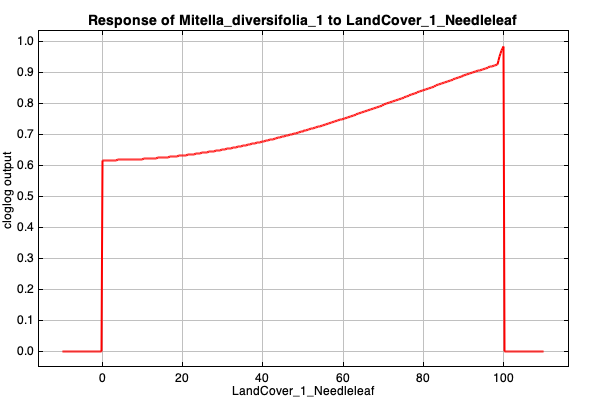 Response of Mitella_diversifolia_1 to LandCover_1_Needleleaf
1.0
0.9
0.8
0.7
0.6
0.5
0.4
0.3
0.2
0.1
0.0
cloglog output
0 20 40 60 80 100
LandCover_1_Needleleaf